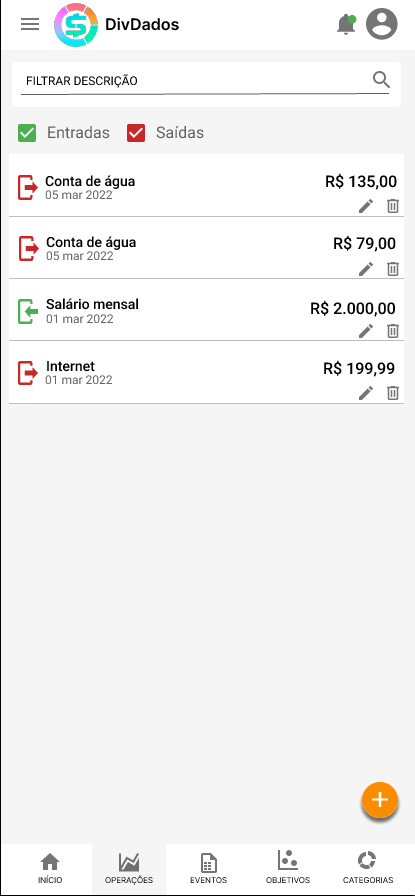 DivDados
FILTRAR DESCRIÇÃO
Entradas Saídas
Conta de água R$ 135,00
05 mar 2022
Conta de água R$ 79,00
05 mar 2022
Salário mensal R$ 2.000,00
01 mar 2022
Internet R$ 199,99
01 mar 2022
INÍCIO OPERAÇÕES EVENTOS OBJETIVOS CATEGORIAS